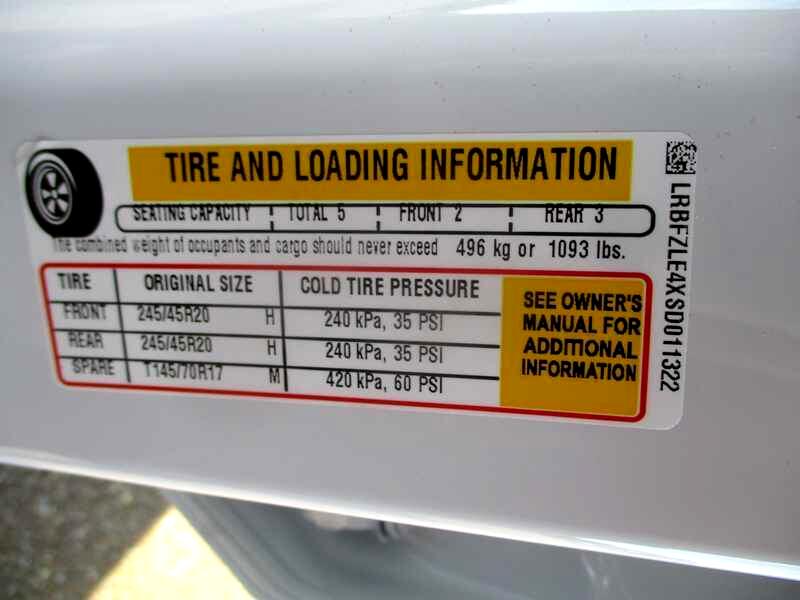 TIRE AND LOADING INFORMATION
SEATING CAPACITY TOTAL 5 FRONT 2 REAR 3
The combined weight of occupants and cargo should never exceed 496 kg or 1093 lbs.
TIRE ORIGINAL SIZE COLD TIRE PRESSURE
FRONT 245/45R20 H 240 kPa, 35 PSI
REAR 245/45R20 H 240 kPa, 35 PSI
SPARE T145/70R17 M 420 kPa, 60 PSI
SEE OWNER'S
MANUAL FOR
ADDITIONAL
INFORMATION
LRBFZLE4XSD011322